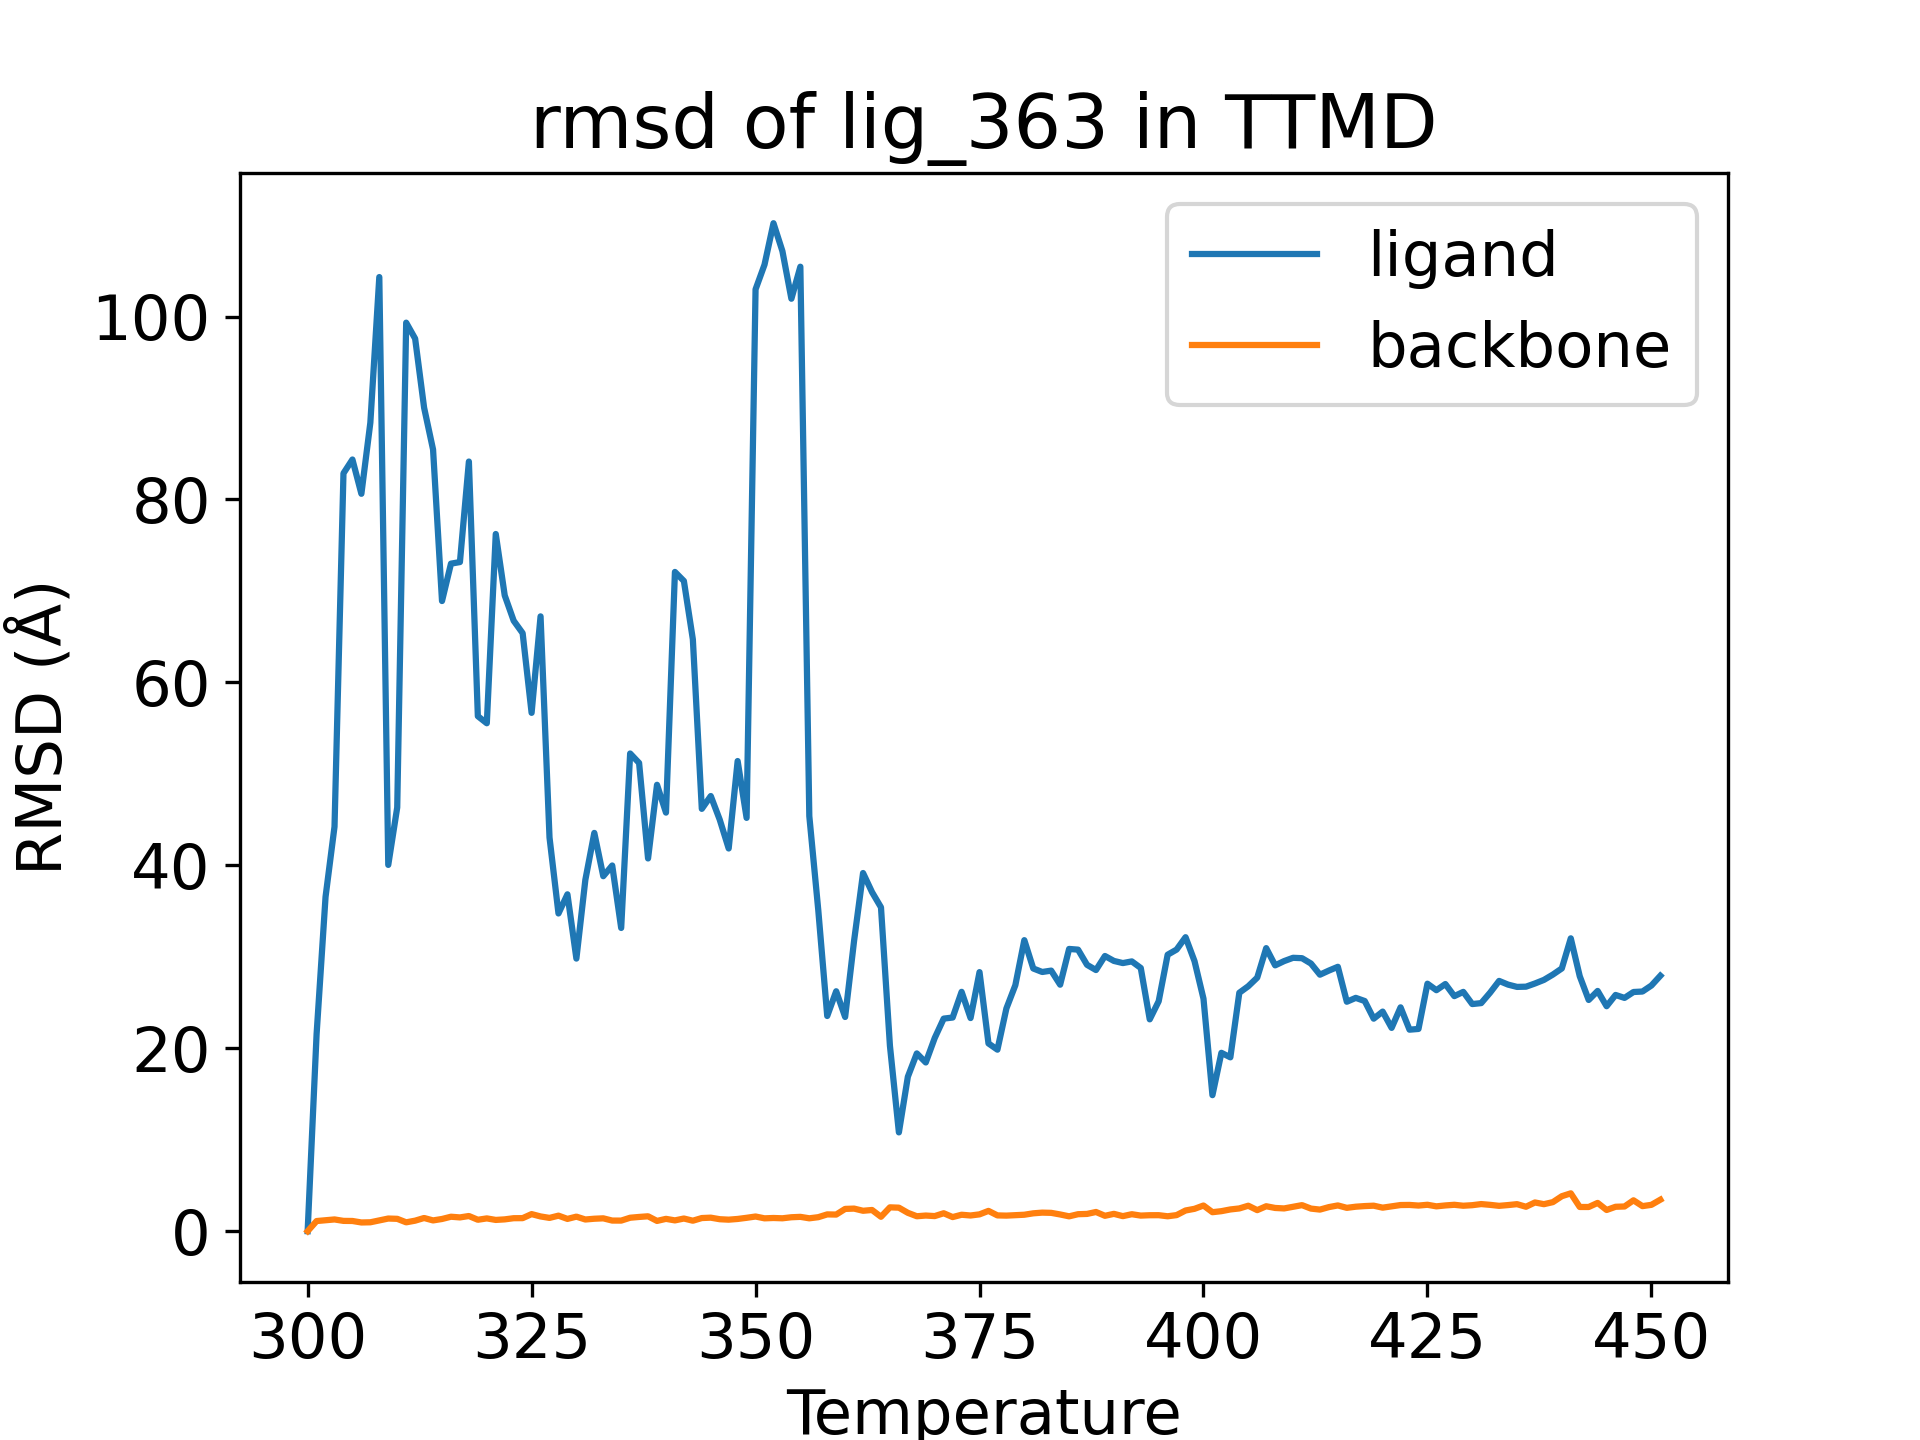 rmsd of lig_363 in TTMD
ligand
backbone
RMSD (Å)
100
80
60
40
20
0
300 325 350 375 400 425 450
Temperature